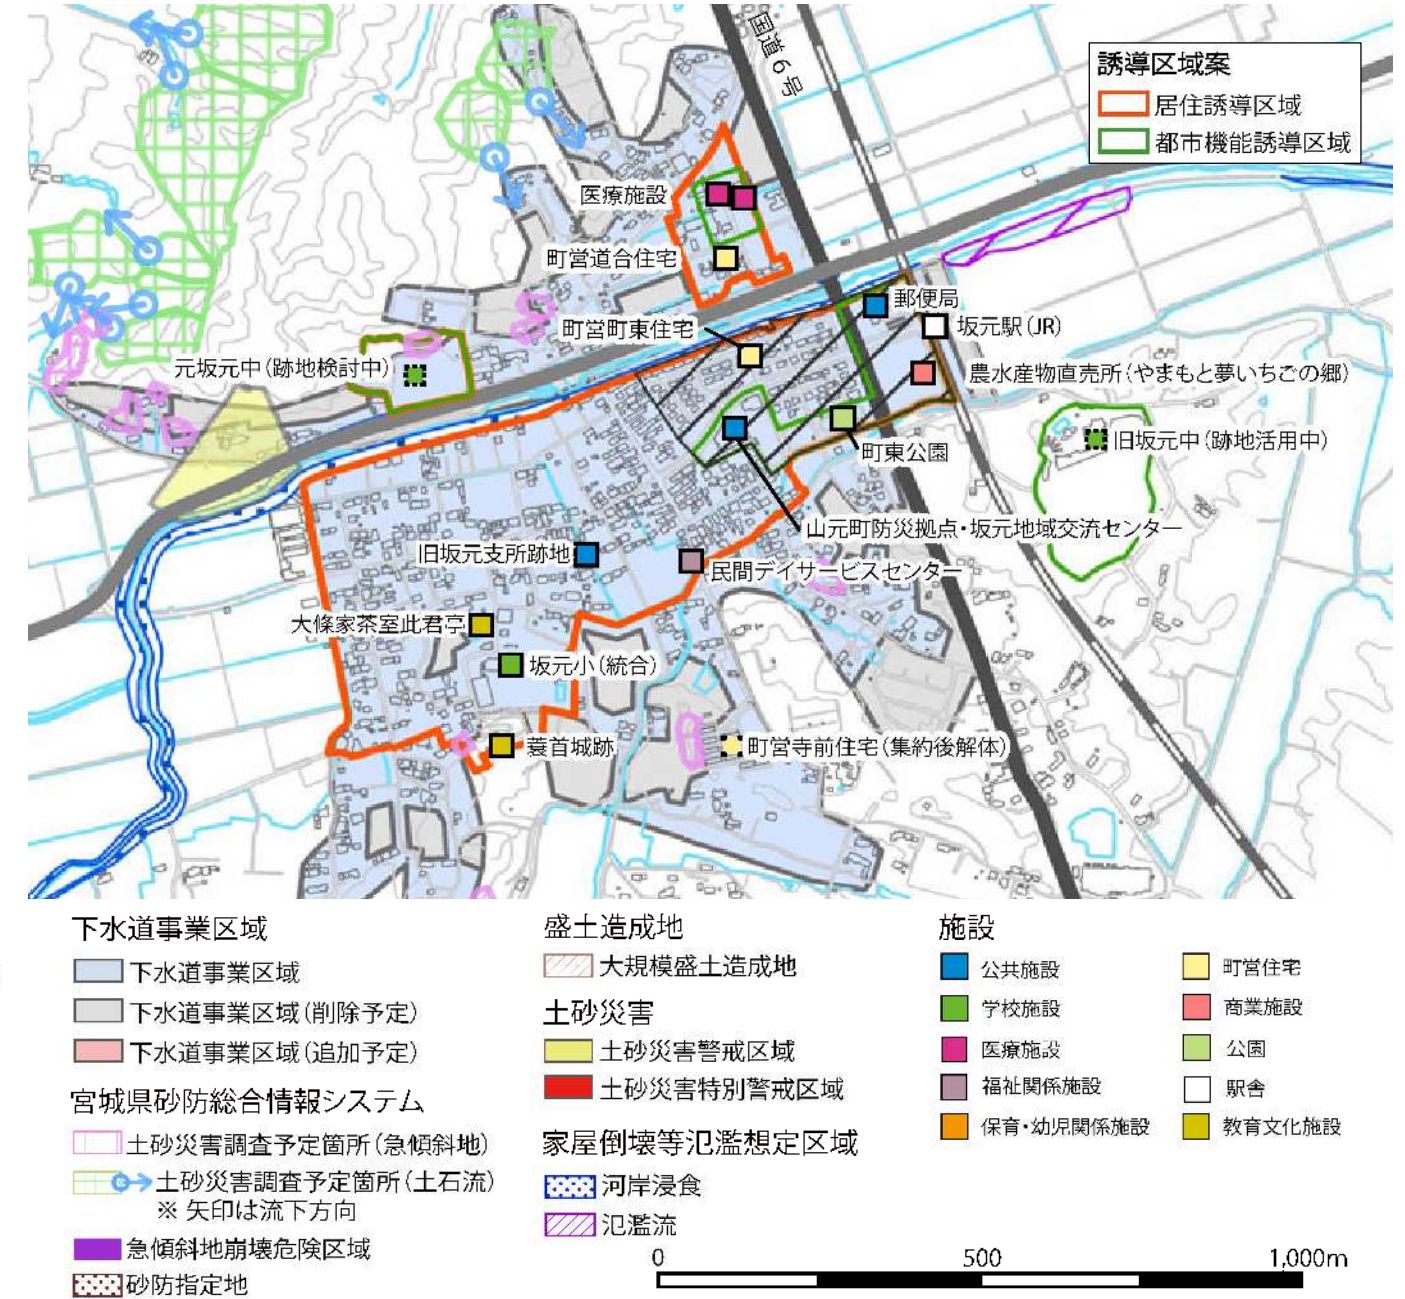 国道6号
誘導区域案
居住誘導区域
都市機能誘導区域
医療施設
町営道合住宅
郵便局
町営町東住宅
坂元駅(JR)
元坂元中(跡地検討中)
農水産物直売所(やまもと夢いちごの郷)
旧坂元中(跡地活用中)
町東公園
山元町防災拠点・坂元地域交流センター
旧坂元支所跡地
民間デイサービスセンター
大條家茶室此君亭
坂元小(統合)
蓑首城跡
町営寺前住宅(集約後解体)
下水道事業区域
下水道事業区域
下水道事業区域(削除予定)
下水道事業区域(追加予定)
宮城県砂防総合情報システム
土砂災害調査予定箇所(急傾斜地)
土砂災害調査予定箇所(土石流)
※ 矢印は流下方向
急傾斜地崩壊危険区域
砂防指定地
盛土造成地
大規模盛土造成地
土砂災害
土砂災害警戒区域
土砂災害特別警戒区域
家屋倒壊等氾濫想定区域
河岸浸食
氾濫流
施設
公共施設
学校施設
医療施設
福祉関係施設
保育・幼児関係施設
町営住宅
商業施設
公園
駅舎
教育文化施設
0 500 1,000m